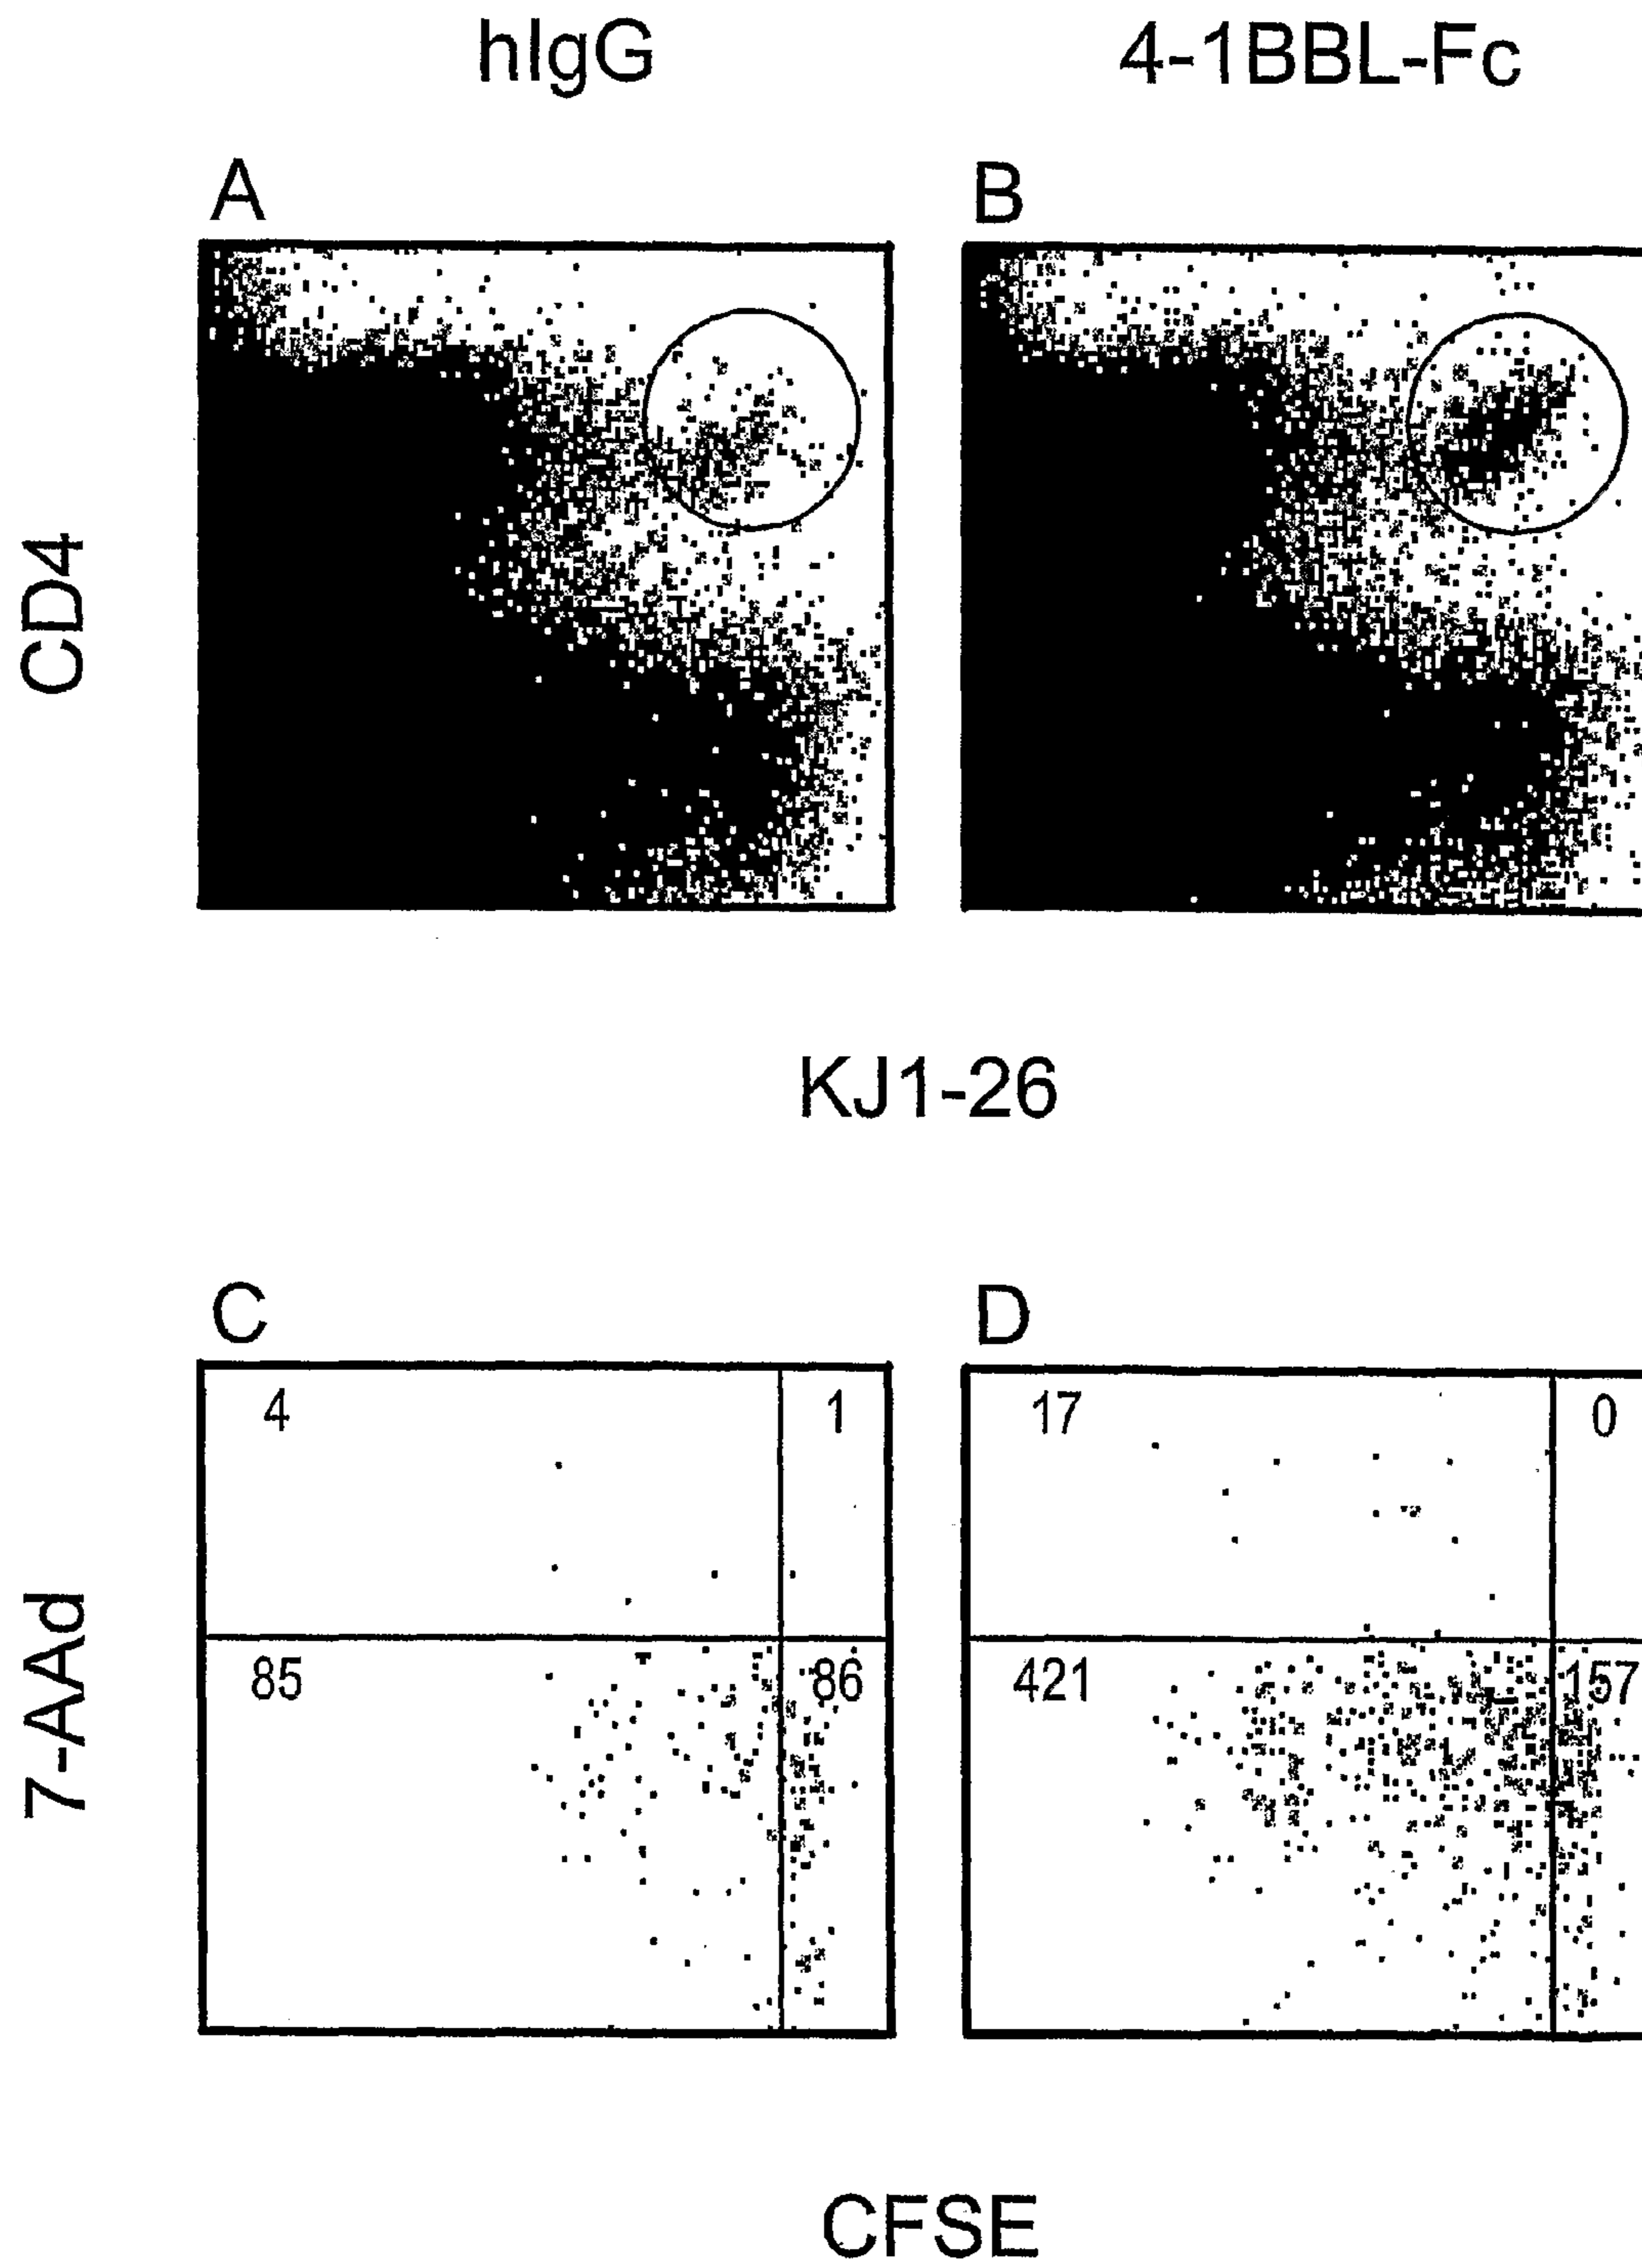 hIgG 4-1BBL-Fc
A B
CD4
KJ1-26
C D
4 1 17 0
85 86 421 157
7-AAd
CFSE